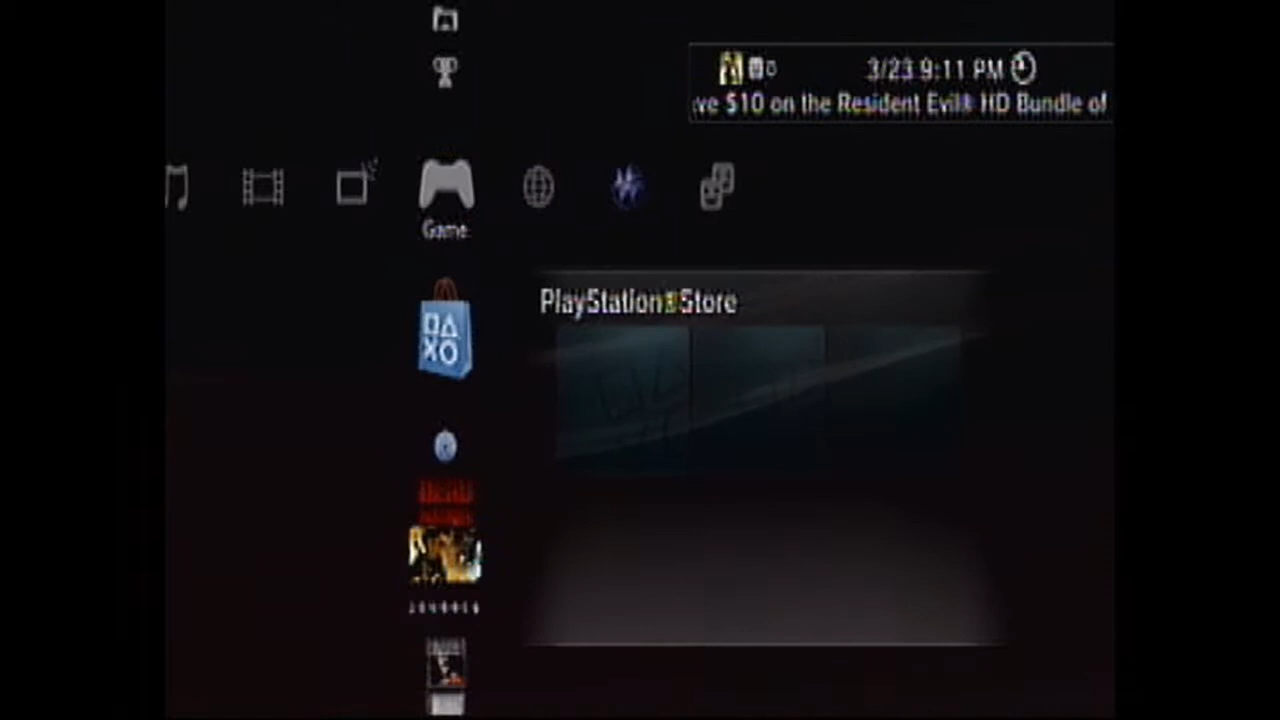 3/23 9:11 PM
ve $10 on the Resident Evil® HD Bundle of
Game
PlayStation®Store